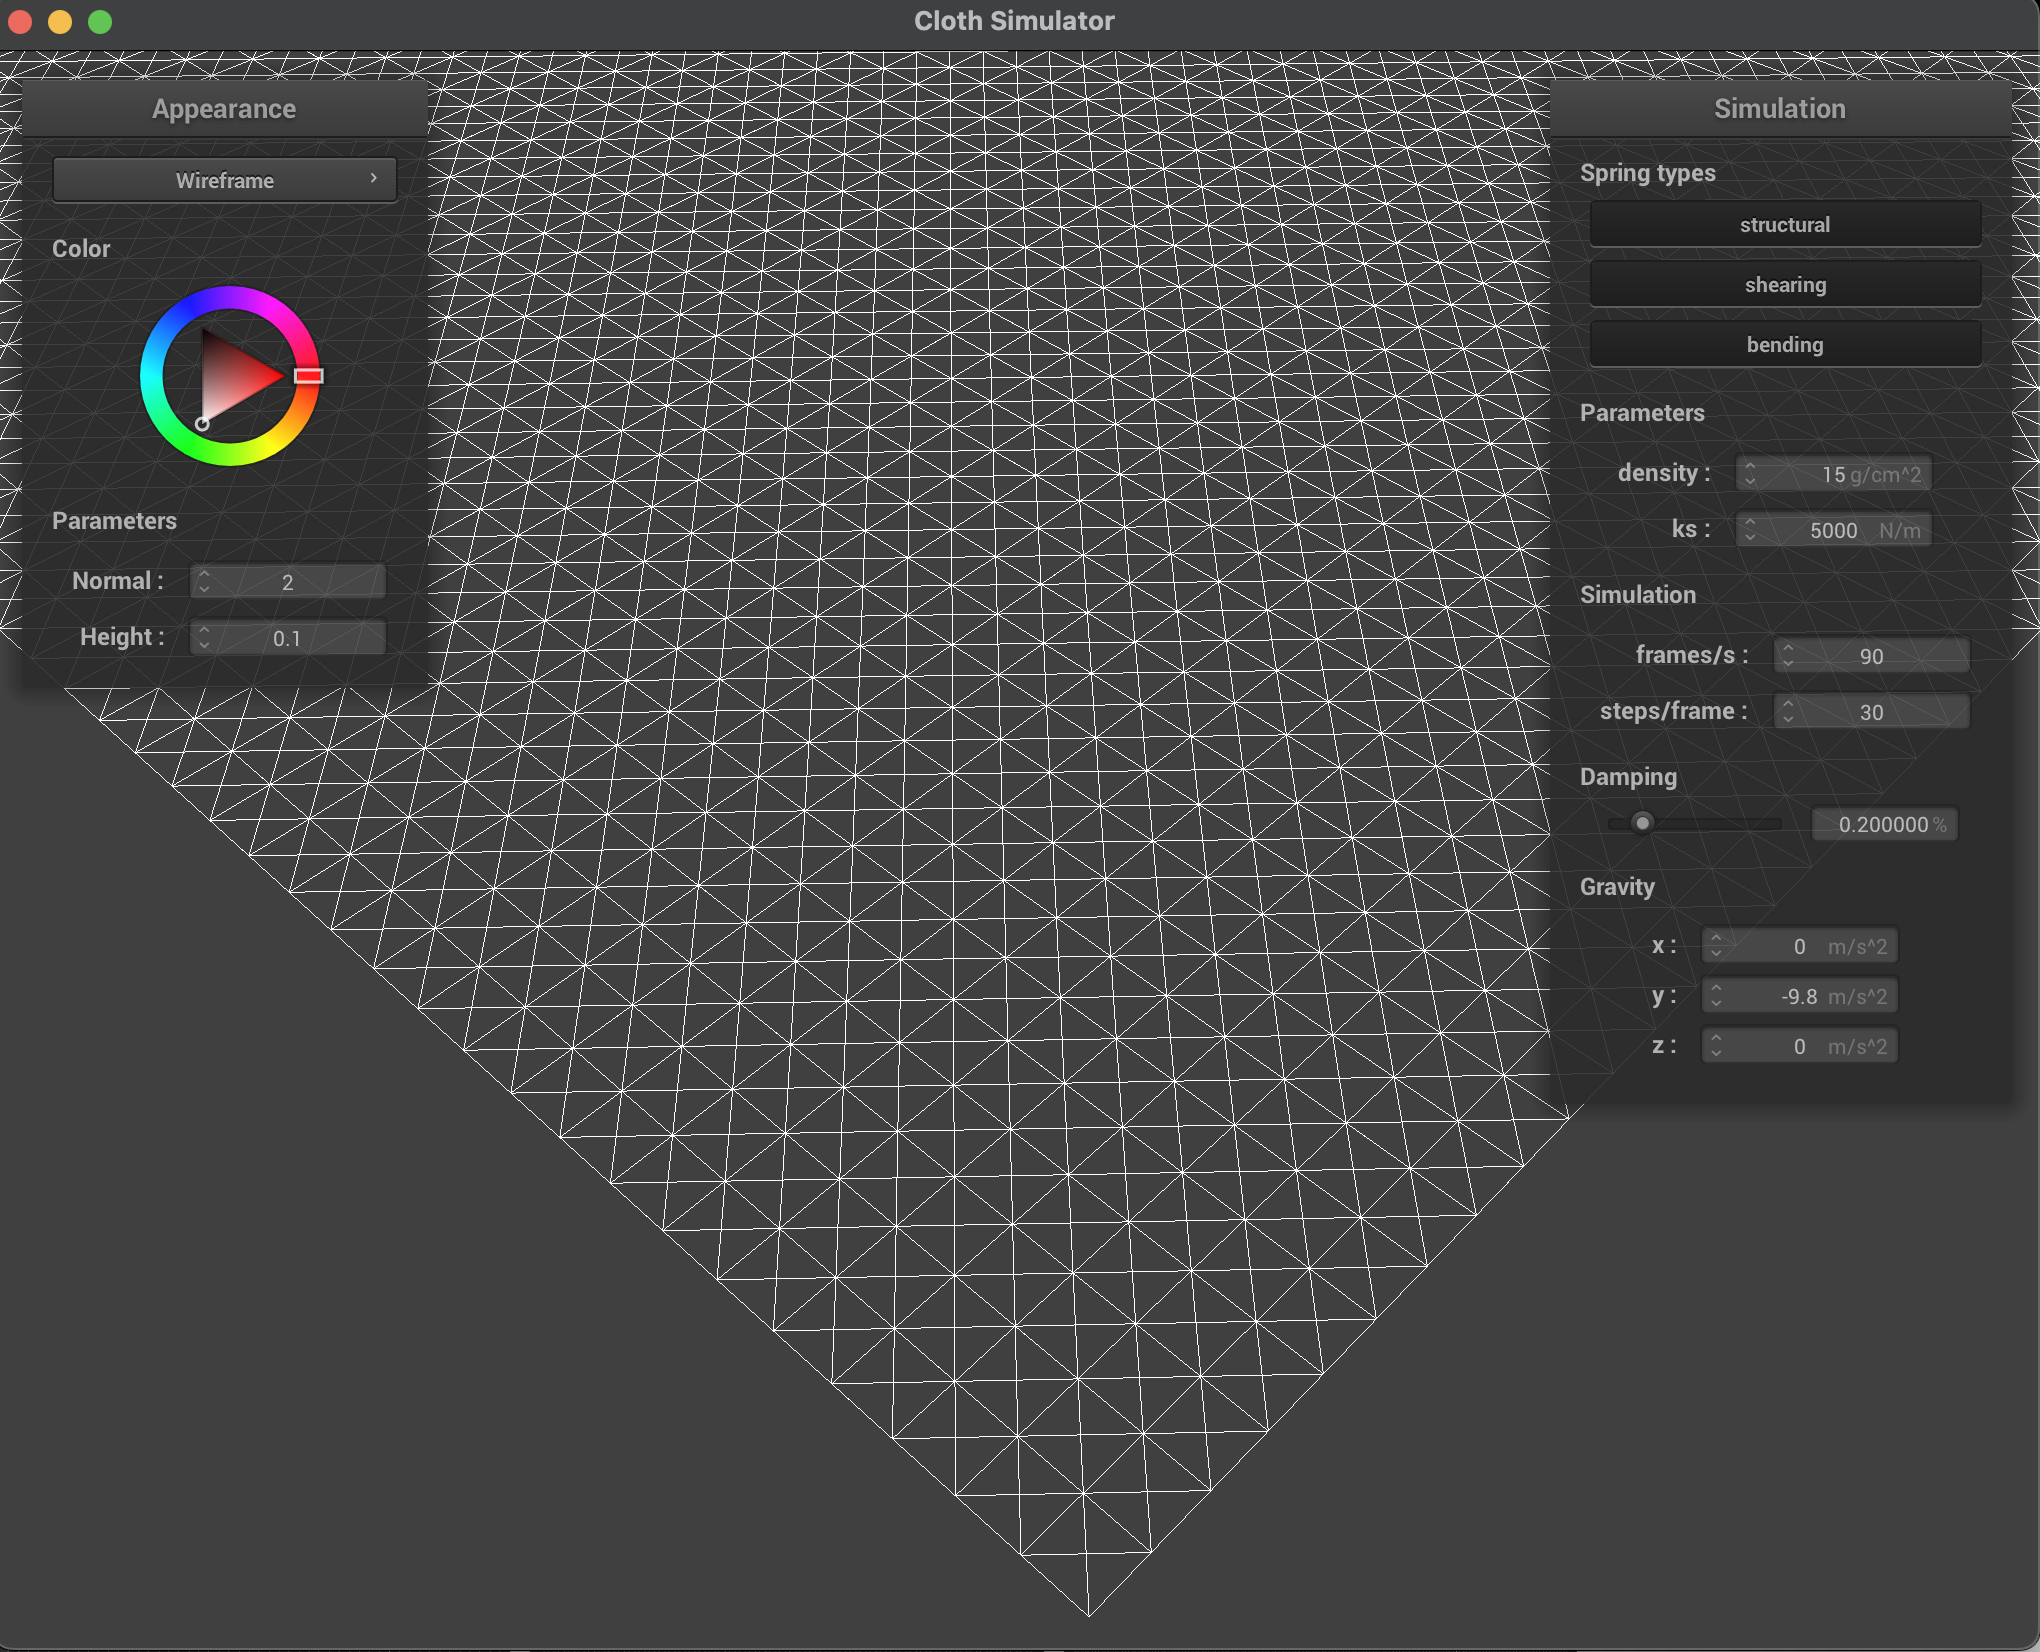 Cloth Simulator
Appearance
Wireframe
Color
Parameters
Normal : 2
Height : 0.1
Simulation
Spring types
structural
shearing
bending
Parameters
density : 15 g/cm^2
ks : 5000 N/m
Simulation
frames/s : 90
steps/frame : 30
Damping
0.200000 %
Gravity
x : 0 m/s^2
y : -9.8 m/s^2
z : 0 m/s^2